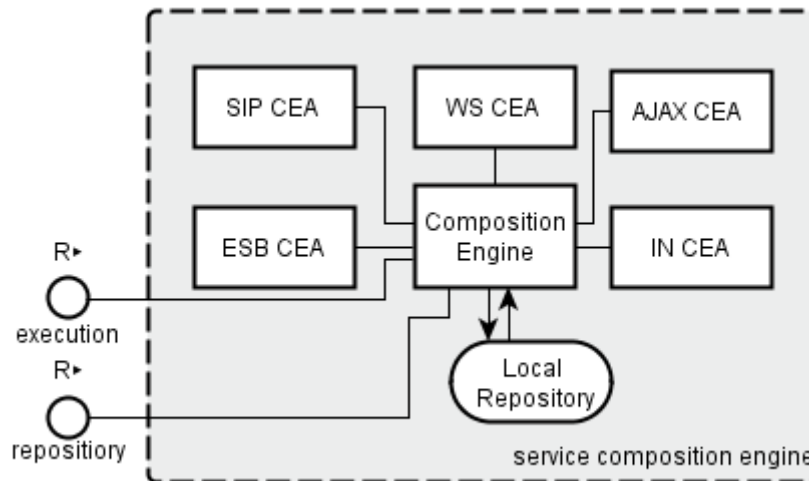 SIP CEA
WS CEA
AJAX CEA
ESB CEA
Composition
Engine
IN CEA
R
execution
R
repositiory
Local
Repository
service composition engine